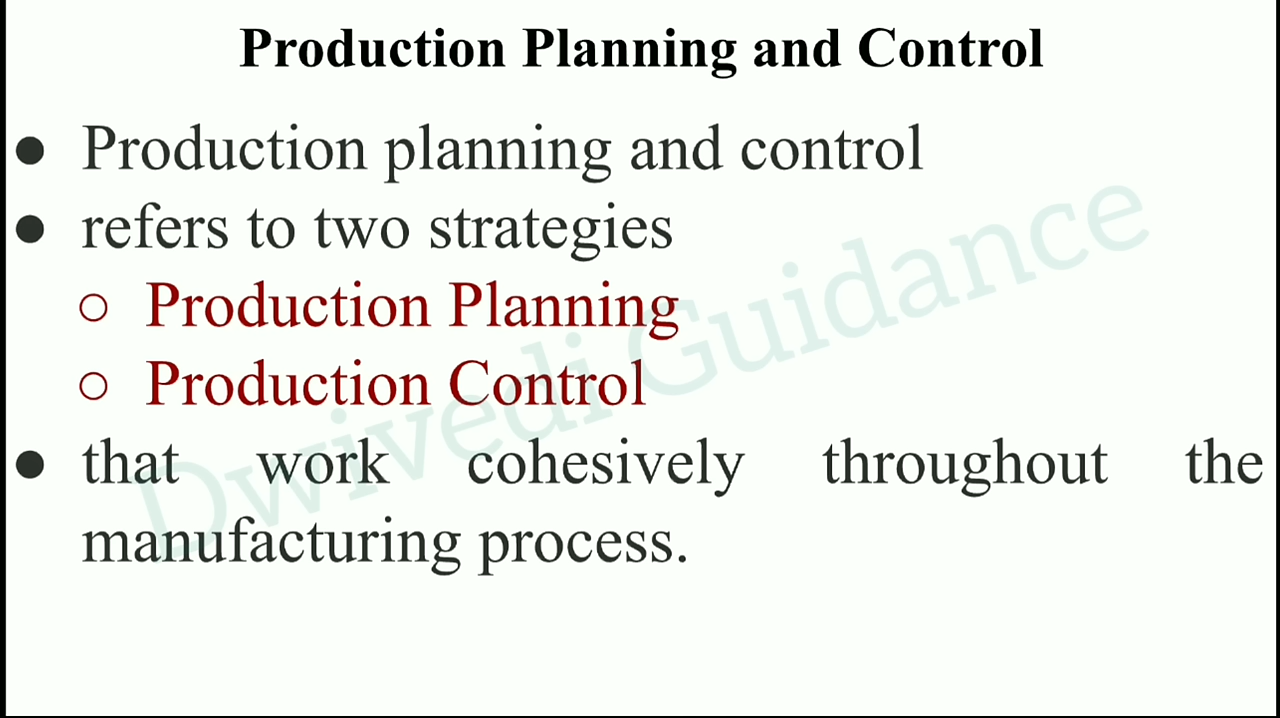 Production Planning and Control
● Production planning and control
● refers to two strategies
○ Production Planning
○ Production Control
● that work cohesively throughout the
manufacturing process.
Dwivedi Guidance